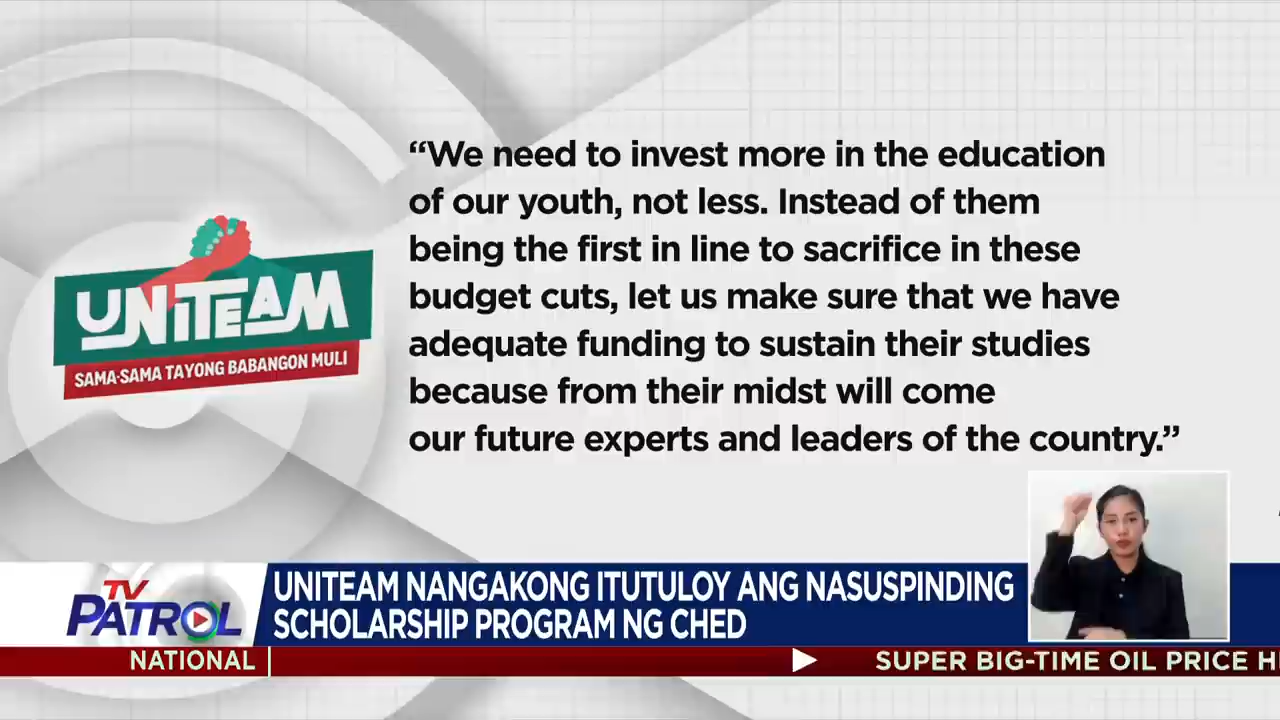 “We need to invest more in the education
of our youth, not less. Instead of them
being the first in line to sacrifice in these
budget cuts, let us make sure that we have
adequate funding to sustain their studies
because from their midst will come
our future experts and leaders of the country.”
UNITEAM
SAMA-SAMA TAYONG BABANGON MULI
TV PATROL
UNITEAM NANGAKONG ITUTULOY ANG NASUSPINDING
SCHOLARSHIP PROGRAM NG CHED
NATIONAL
SUPER BIG-TIME OIL PRICE